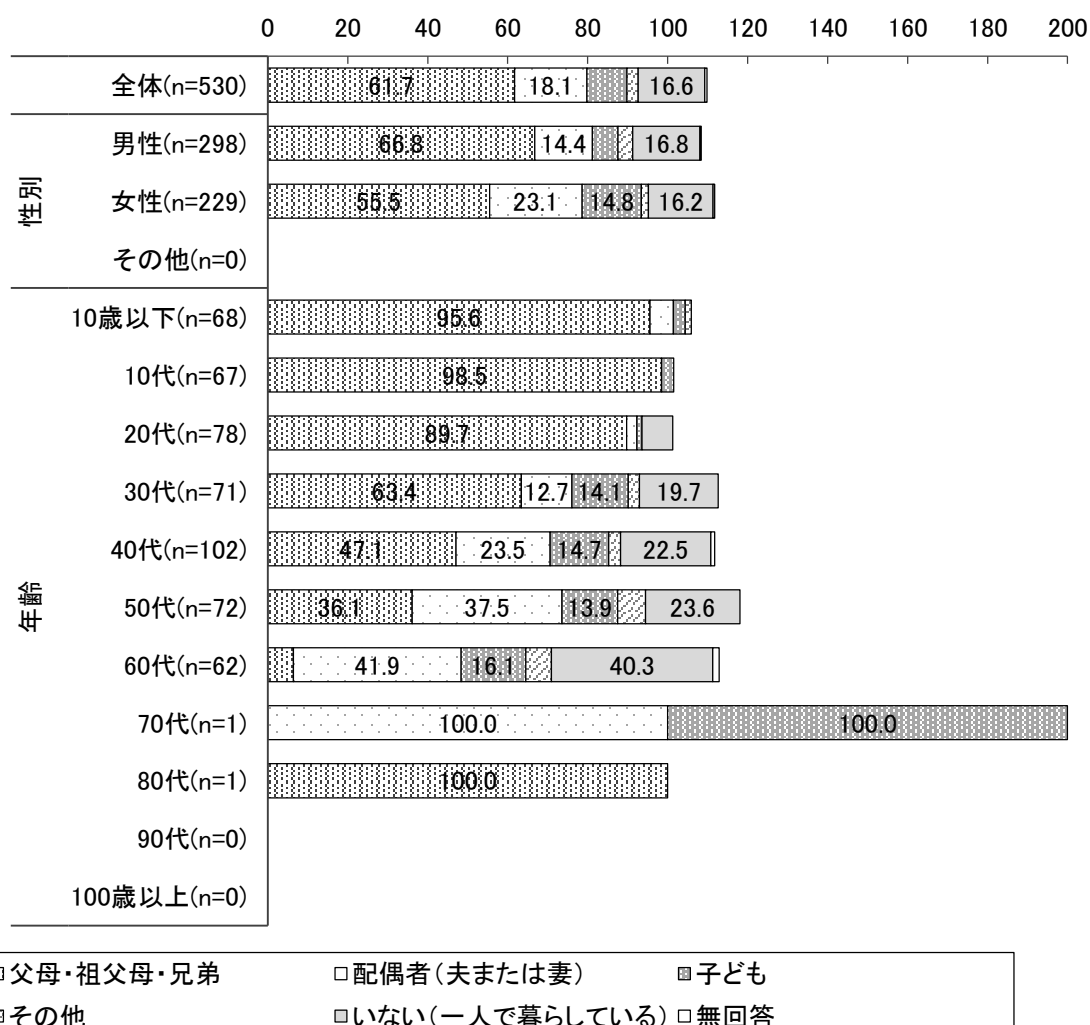 0 20 40 60 80 100 120 140 160 180 200
全体(n=530) 61.7 18.1 16.6
男性(n=298) 66.8 14.4 16.8
女性(n=229) 55.5 23.1 14.8 16.2
その他(n=0)
性別
10歳以下(n=68) 95.6
10代(n=67) 98.5
20代(n=78) 89.7
30代(n=71) 63.4 12.7 14.1 19.7
40代(n=102) 47.1 23.5 14.7 22.5
50代(n=72) 36.1 37.5 13.9 23.6
60代(n=62) 41.9 16.1 40.3
70代(n=1) 100.0 100.0
80代(n=1) 100.0
90代(n=0)
100歳以上(n=0)
年齢
父母・祖父母・兄弟 配偶者(夫または妻) 子ども
その他 いない(一人で暮らしている) 無回答